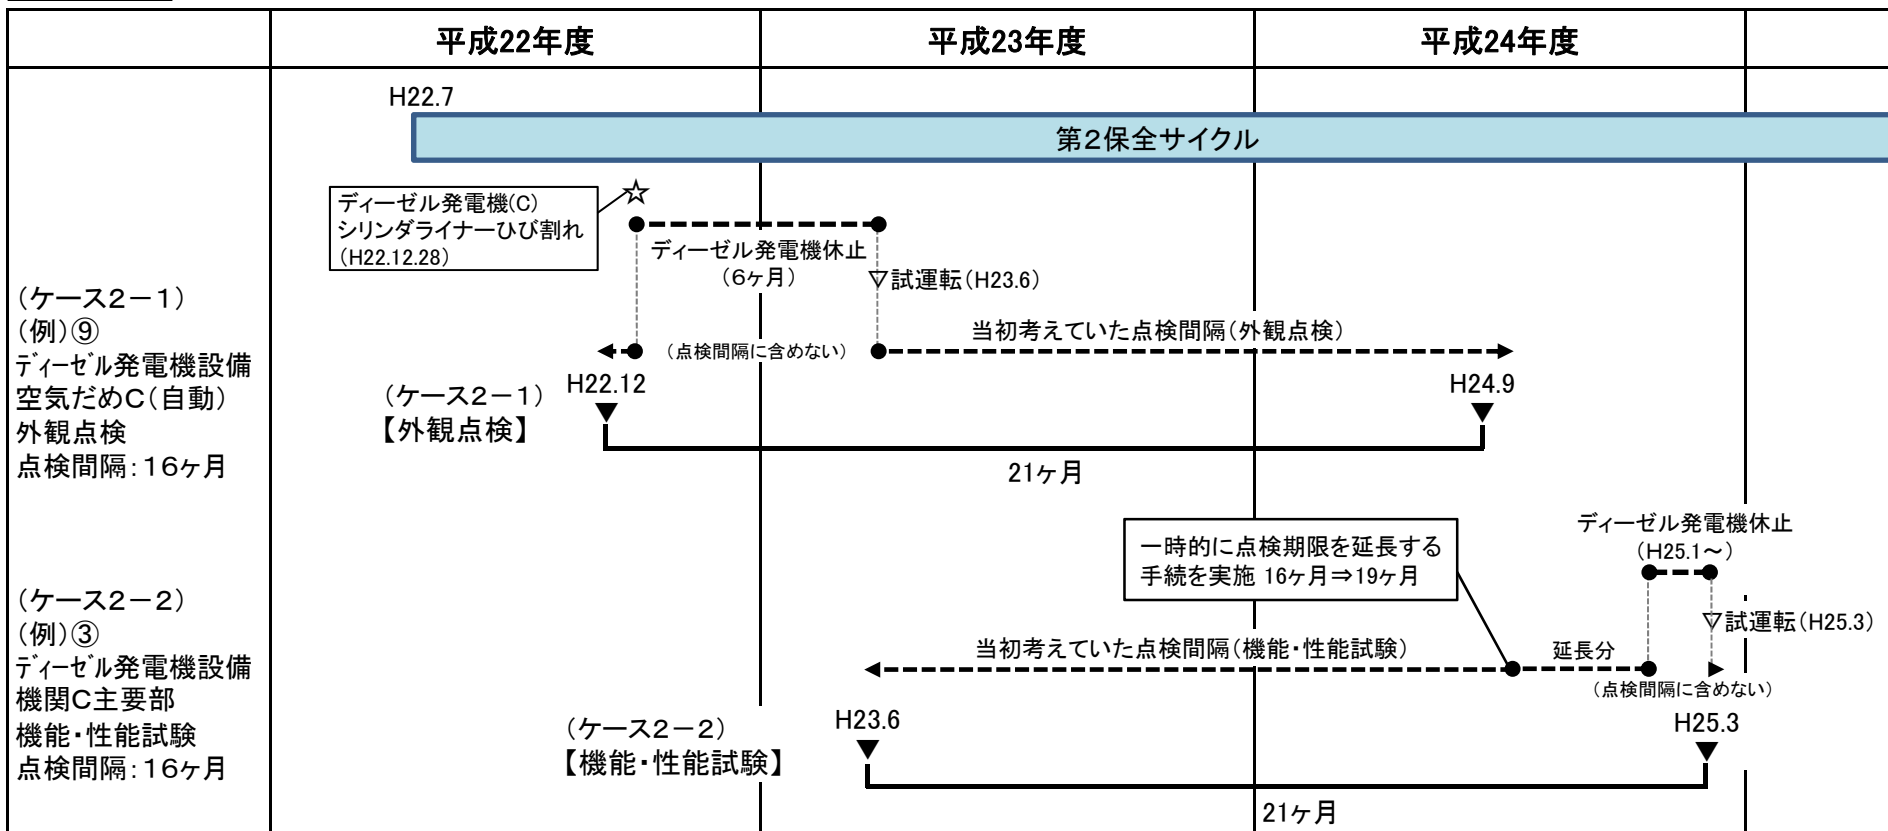 平成22年度
平成23年度
平成24年度
H22.7
第2保全サイクル
ディーゼル発電機(C)
シリンダライナーひび割れ
(H22.12.28)
☆
ディーゼル発電機休止
(6ヶ月)
▽試運転(H23.6)
(点検間隔に含めない)
当初考えていた点検間隔(外観点検)
(ケース2-1)
(例)⑨
ディーゼル発電機設備
空気だめC(自動)
外観点検
点検間隔:16ヶ月
(ケース2-1)
【外観点検】
H22.12
H24.9
21ヶ月
ディーゼル発電機休止
(H25.1~)
一時的に点検期限を延長する
手続を実施 16ヶ月⇒19ヶ月
▽試運転(H25.3)
当初考えていた点検間隔(機能・性能試験)
延長分
(点検間隔に含めない)
(ケース2-2)
(例)③
ディーゼル発電機設備
機関C主要部
機能・性能試験
点検間隔:16ヶ月
(ケース2-2)
【機能・性能試験】
H23.6
H25.3
21ヶ月